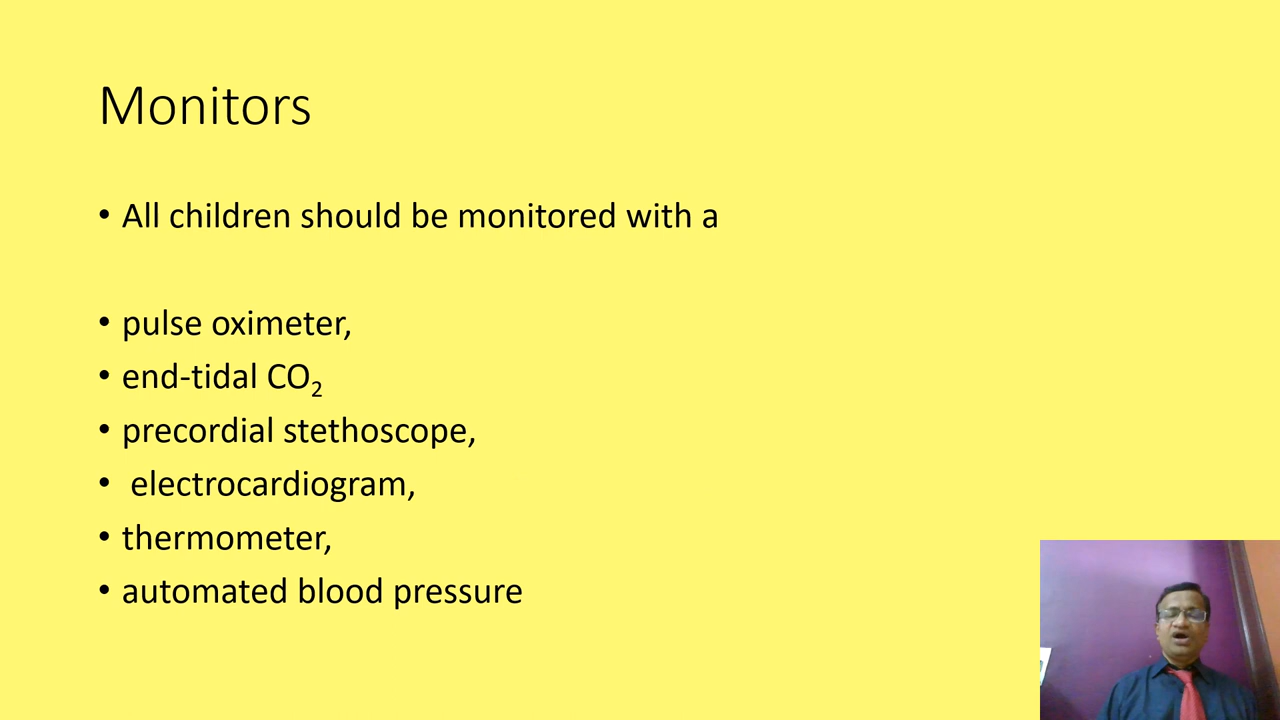 Monitors
• All children should be monitored with a
• pulse oximeter,
• end-tidal CO₂
• precordial stethoscope,
• electrocardiogram,
• thermometer,
• automated blood pressure